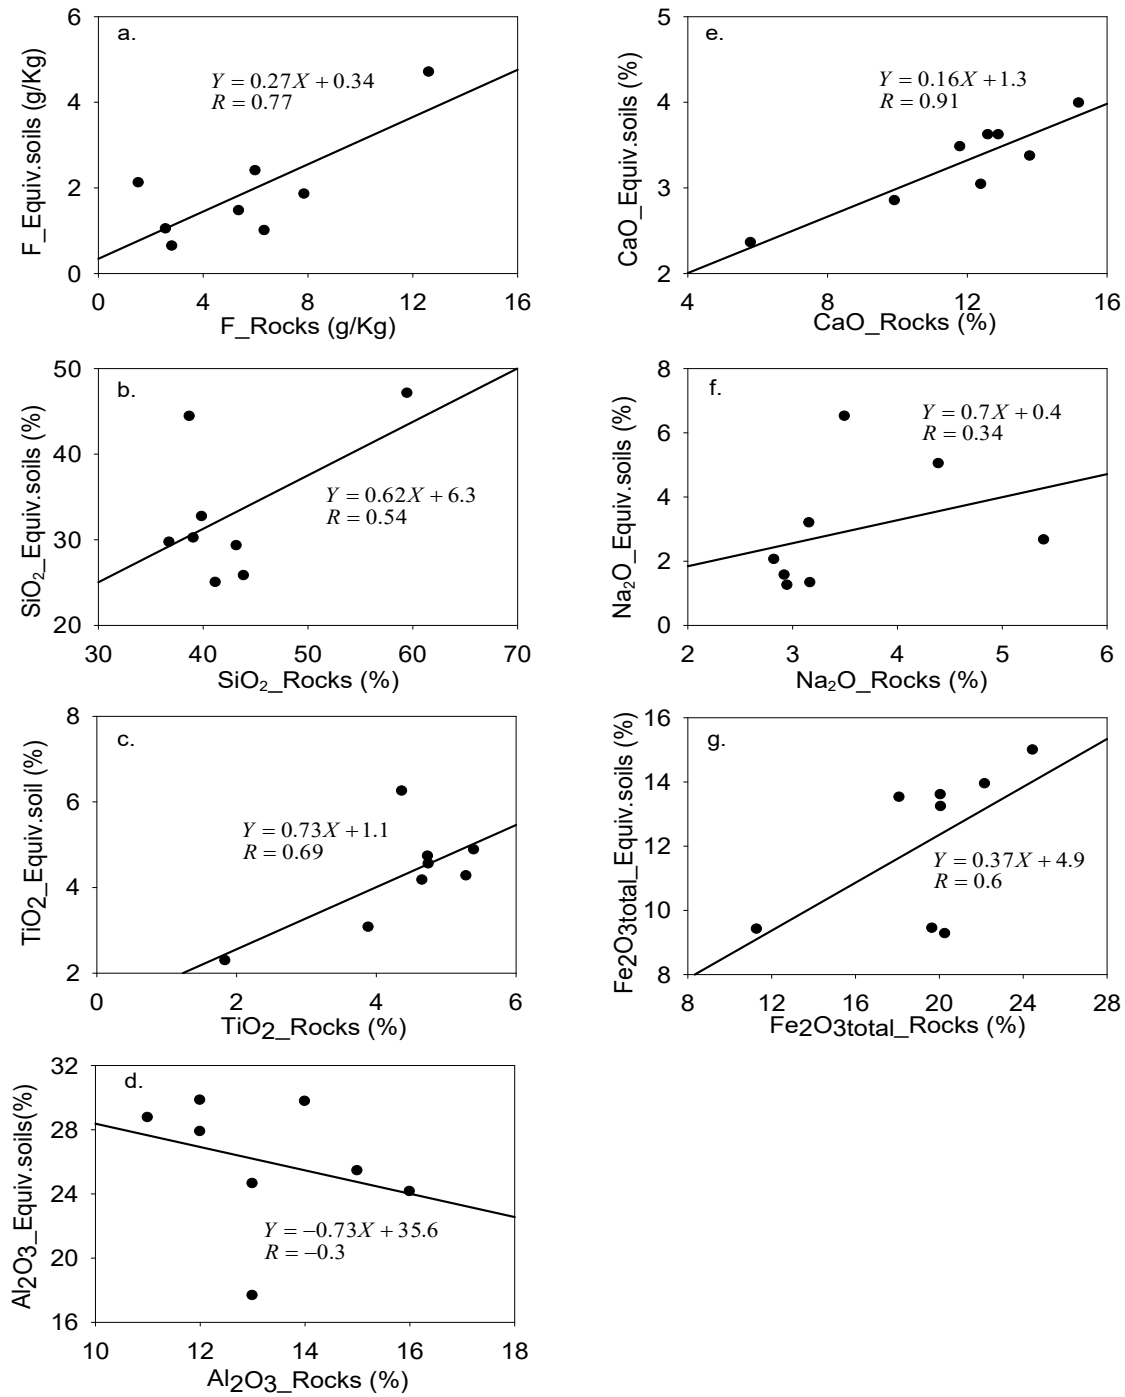 a.
Y = 0.27X + 0.34
R = 0.77
F_Equiv.soils (g/Kg)
6
4
2
0
0 4 8 12 16
F_Rocks (g/Kg)
e.
Y = 0.16X + 1.3
R = 0.91
CaO_Equiv.soils (%)
5
4
3
2
4 8 12 16
CaO_Rocks (%)
b.
Y = 0.62X + 6.3
R = 0.54
SiO₂_Equiv.soils (%)
50
40
30
20
30 40 50 60 70
SiO₂_Rocks (%)
f.
Y = 0.7X + 0.4
R = 0.34
Na₂O_Equiv.soils (%)
8
6
4
2
0
2 3 4 5 6
Na₂O_Rocks (%)
c.
Y = 0.73X + 1.1
R = 0.69
TiO₂_Equiv.soil (%)
8
6
4
2
0 2 4 6
TiO₂_Rocks (%)
g.
Y = 0.37X + 4.9
R = 0.6
Fe₂O₃total_Equiv.soils (%)
16
14
12
10
8
8 12 16 20 24 28
Fe₂O₃total_Rocks (%)
d.
Y = −0.73X + 35.6
R = −0.3
Al₂O₃_Equiv.soils(%)
32
28
24
20
16
10 12 14 16 18
Al₂O₃_Rocks (%)